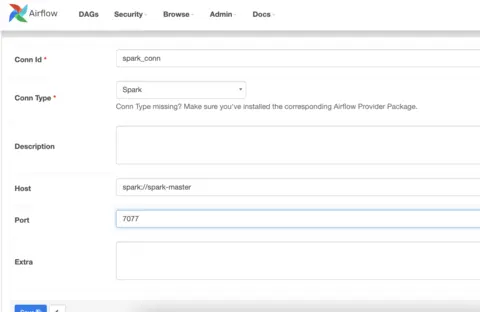 Airflow DAGs Security Browse Admin Docs
Conn Id * spark_conn
Conn Type * Spark
Conn Type missing? Make sure you've installed the corresponding Airflow Provider Package.
Description
Host spark://spark-master
Port 7077
Extra